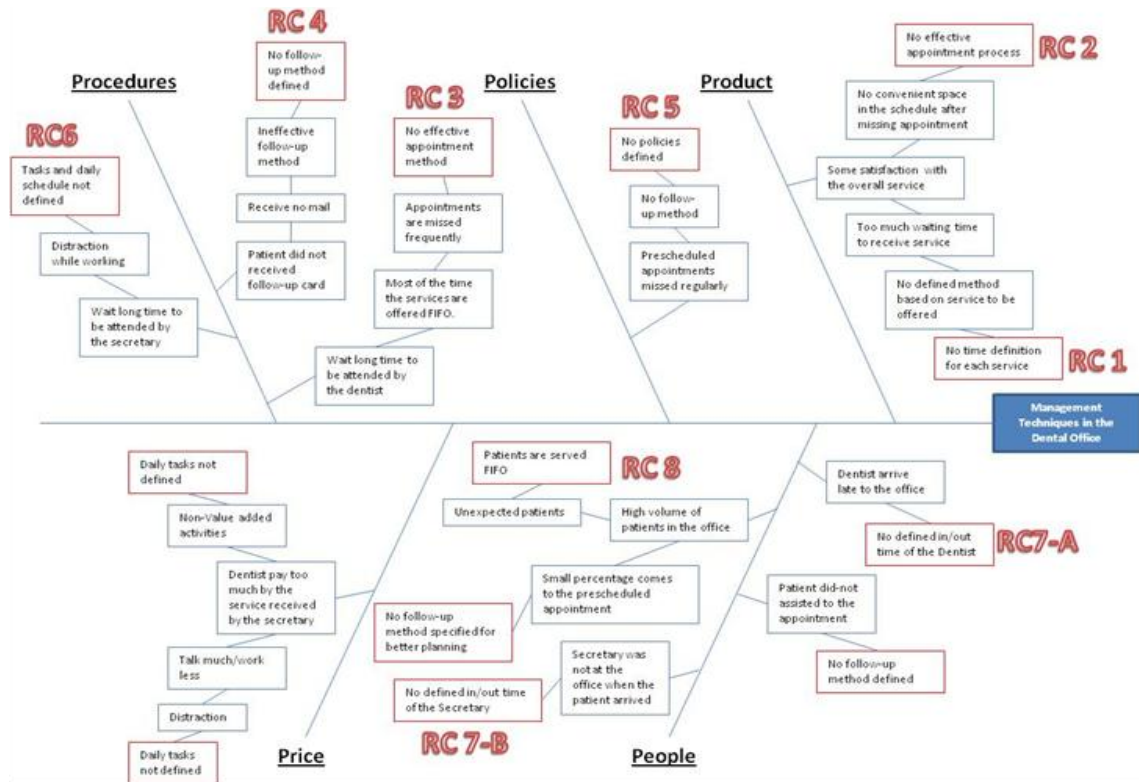 RC 4
No follow-
up method
defined
Procedures
Ineffective
follow-up
method
Receive no mail
Patient did not
received
follow-up card
RC6
Tasks and daily
schedule not
defined
Distraction
while working
Wait long time to
be attended by
the secretary
RC 3
No effective
appointment
method
Appointments
are missed
frequently
Most of the time
the services are
offered FIFO.
Wait long time to
be attended by
the dentist
Policies
RC 5
No policies
defined
No follow-
up method
Prescheduled
appointments
missed regularly
Product
No effective
appointment process
RC 2
No convenient space
in the schedule after
missing appointment
Some satisfaction with
the overall service
Too much waiting time
to receive service
No defined method
based on service to be
offered
No time definition
for each service
RC 1
Management
Techniques in the
Dental Office
Daily tasks not
defined
Non-Value added
activities
Dentist pay too
much by the
service received
by the secretary
Talk much/work
less
Distraction
Daily tasks
not defined
Price
Patients are served
FIFO
RC 8
Unexpected patients
High volume of
patients in the office
Small percentage comes
to the prescheduled
appointment
No follow-up
method specified for
better planning
Secretary was
not at the
office when the
patient arrived
No defined in/out time
of the Secretary
RC 7-B
People
Dentist arrive
late to the office
No defined in/out
time of the Dentist
RC7-A
Patient did-not
assisted to the
appointment
No follow-up
method defined